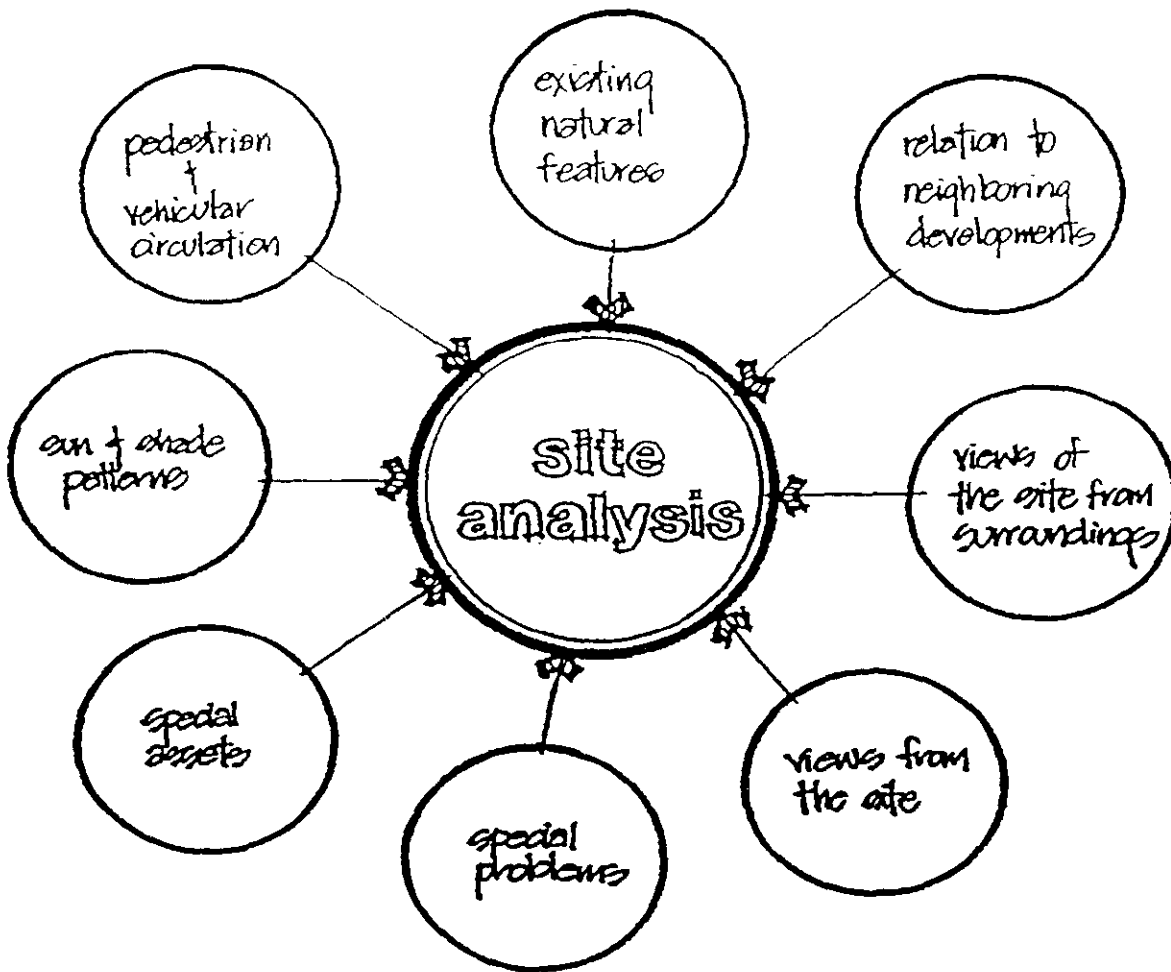 existing
natural
features
pedestrian
+
vehicular
circulation
relation to
neighboring
developments
sun & shade
patterns
site
analysis
views of
the site from
surroundings
special
assets
special
problems
views from
the site